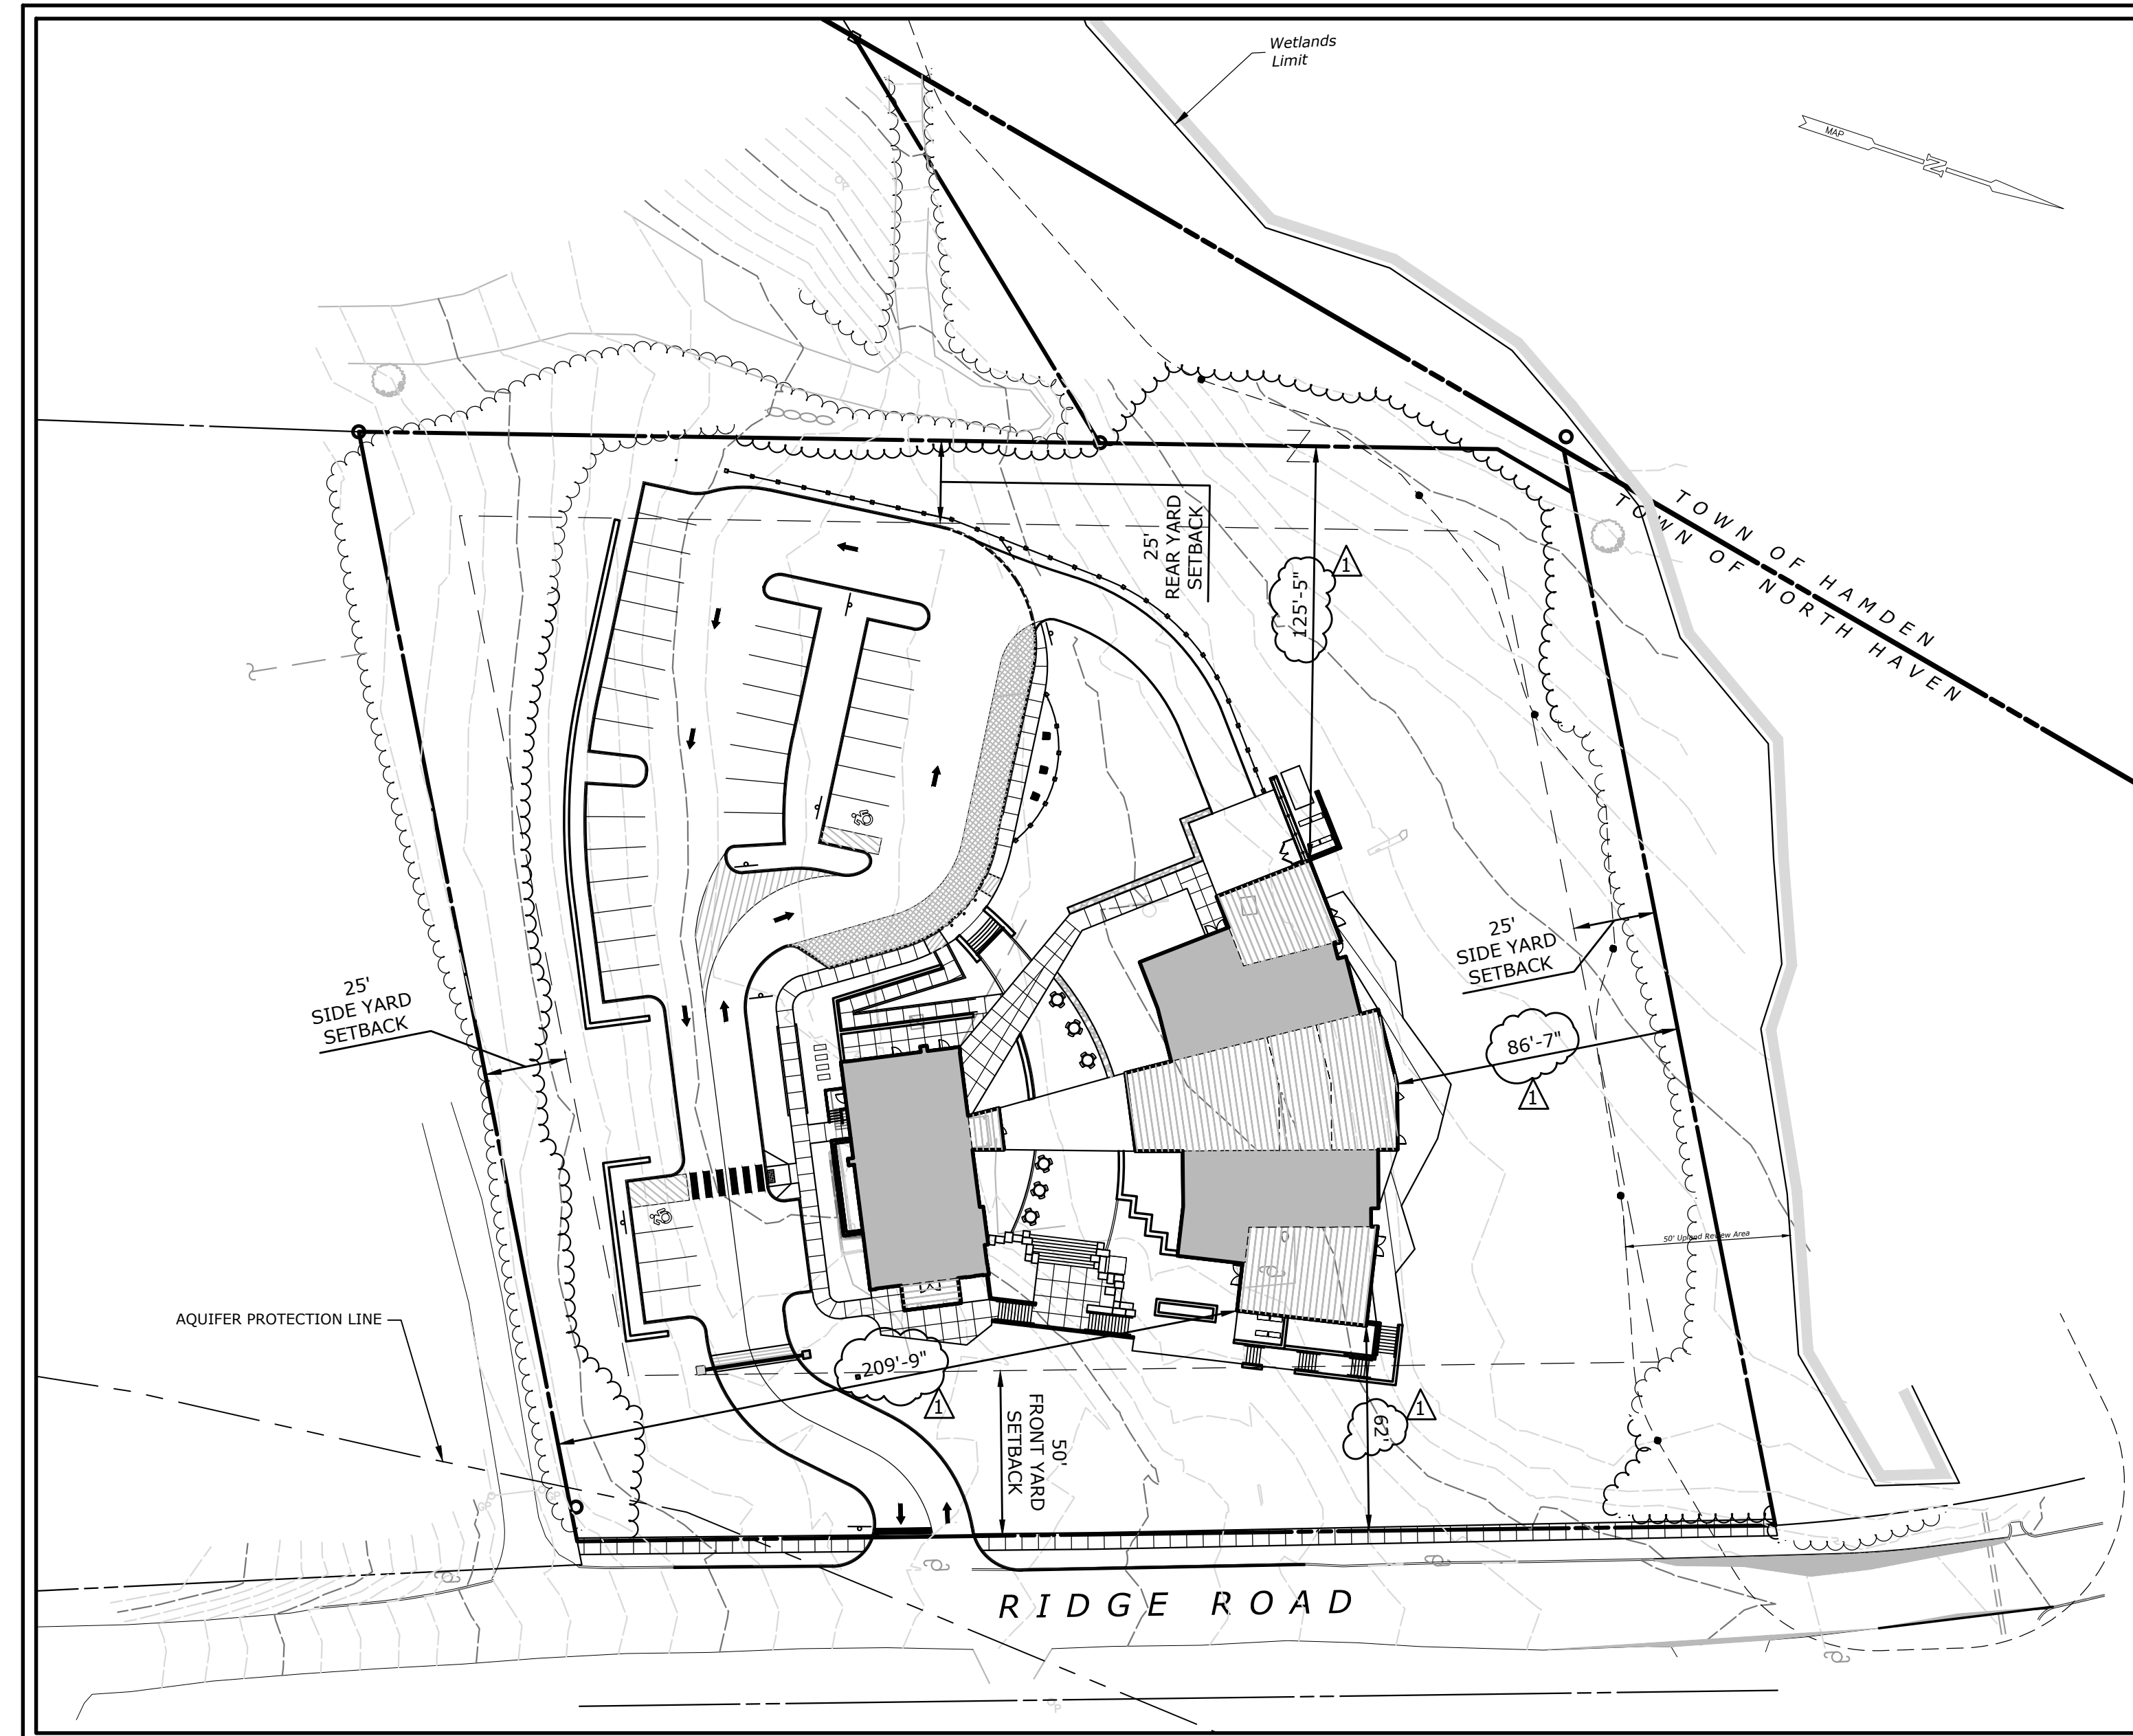 Wetlands
Limit
MAP
N
TOWN OF HAMDEN
TOWN OF NORTH HAVEN
25'
REAR YARD
SETBACK
125'-5"
1
25'
SIDE YARD
SETBACK
86'-7"
1
25'
SIDE YARD
SETBACK
50' Upland Review Area
AQUIFER PROTECTION LINE
209'-9"
1
50'
FRONT YARD
SETBACK
62'
1
RIDGE ROAD